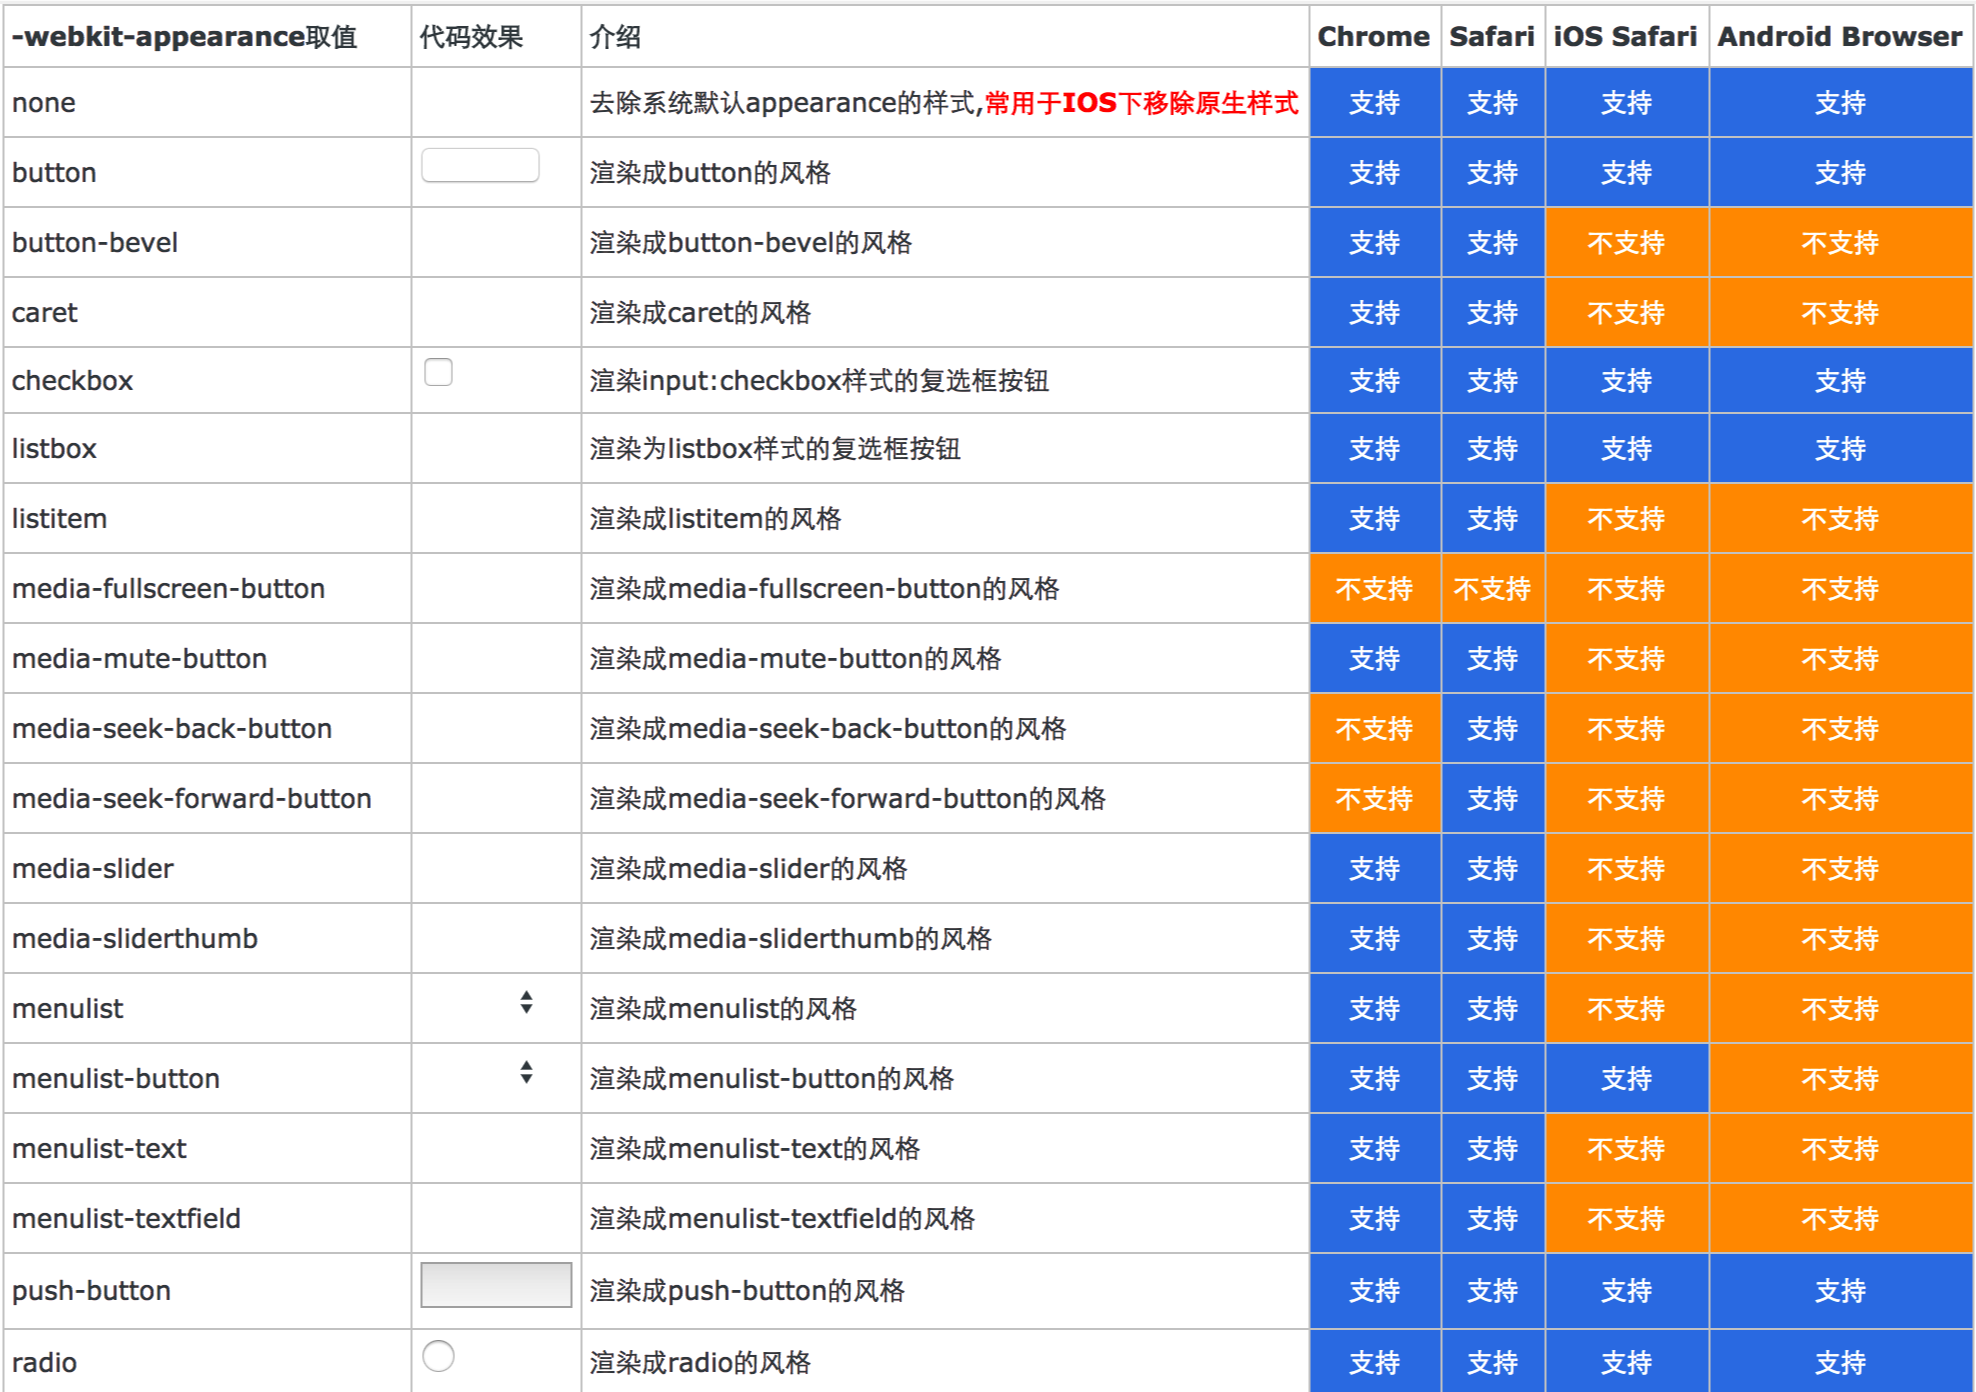 -webkit-appearance取值 代码效果 介绍 Chrome Safari iOS Safari Android Browser
none 去除系统默认appearance的样式,常用于IOS下移除原生样式 支持 支持 支持 支持
button 渲染成button的风格 支持 支持 支持 支持
button-bevel 渲染成button-bevel的风格 支持 支持 不支持 不支持
caret 渲染成caret的风格 支持 支持 不支持 不支持
checkbox 渲染input:checkbox样式的复选框按钮 支持 支持 支持 支持
listbox 渲染为listbox样式的复选框按钮 支持 支持 支持 支持
listitem 渲染成listitem的风格 支持 支持 不支持 不支持
media-fullscreen-button 渲染成media-fullscreen-button的风格 不支持 不支持 不支持 不支持
media-mute-button 渲染成media-mute-button的风格 支持 支持 不支持 不支持
media-seek-back-button 渲染成media-seek-back-button的风格 不支持 支持 不支持 不支持
media-seek-forward-button 渲染成media-seek-forward-button的风格 不支持 支持 不支持 不支持
media-slider 渲染成media-slider的风格 支持 支持 不支持 不支持
media-sliderthumb 渲染成media-sliderthumb的风格 支持 支持 不支持 不支持
menulist 渲染成menulist的风格 支持 支持 不支持 不支持
menulist-button 渲染成menulist-button的风格 支持 支持 支持 不支持
menulist-text 渲染成menulist-text的风格 支持 支持 不支持 不支持
menulist-textfield 渲染成menulist-textfield的风格 支持 支持 不支持 不支持
push-button 渲染成push-button的风格 支持 支持 支持 支持
radio 渲染成radio的风格 支持 支持 支持 支持